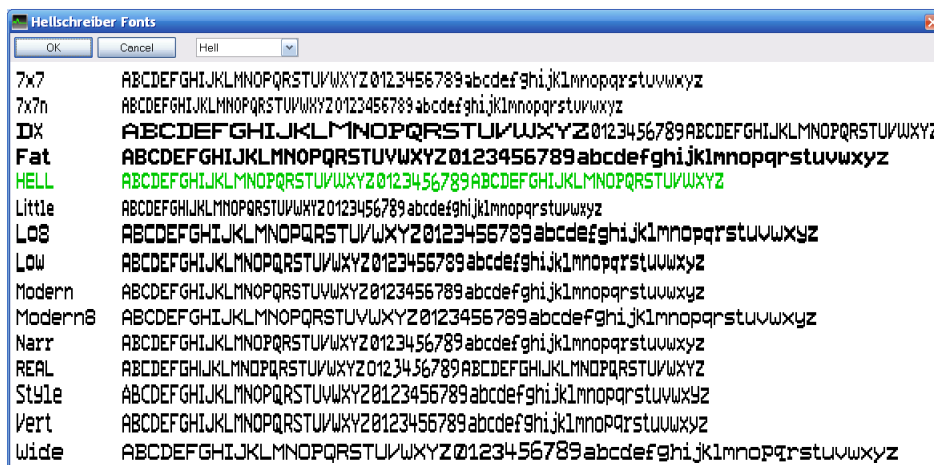 Hellschreiber Fonts
OK Cancel Hell
7x7 ABCDEFGHIJKLMNOPQRSTUVWXYZ0123456789abcdefghijklmnopqrstuvwxyz
7x7n ABCDEFGHIJKLMNOPQRSTUVWXYZ0123456789abcdefghijklmnopqrstuvwxyz
DX ABCDEFGHIJKLMNOPQRSTUVWXYZ0123456789ABCDEFGHIJKLMNOPQRSTUVWXYZ
Fat ABCDEFGHIJKLMNOPQRSTUVWXYZ0123456789abcdefghijklmnopqrstuvwxyz
HELL ABCDEFGHIJKLMNOPQRSTUVWXYZ0123456789ABCDEFGHIJKLMNOPQRSTUVWXYZ
Little ABCDEFGHIJKLMNOPQRSTUVWXYZ0123456789abcdefghijklmnopqrstuvwxyz
Lo8 ABCDEFGHIJKLMNOPQRSTUVWXYZ0123456789abcdefghijklmnopqrstuvwxyz
Low ABCDEFGHIJKLMNOPQRSTUVWXYZ0123456789abcdefghijklmnopqrstuvwxyz
Modern ABCDEFGHIJKLMNOPQRSTUVWXYZ0123456789abcdefghijklmnopqrstuvwxyz
Modern8 ABCDEFGHIJKLMNOPQRSTUVWXYZ0123456789abcdefghijklmnopqrstuvwxyz
Narr ABCDEFGHIJKLMNOPQRSTUVWXYZ0123456789abcdefghijklmnopqrstuvwxyz
REAL ABCDEFGHIJKLMNOPQRSTUVWXYZ0123456789ABCDEFGHIJKLMNOPQRSTUVWXYZ
Style ABCDEFGHIJKLMNOPQRSTUVWXYZ0123456789abcdefghijklmnopqrstuvwxyz
Vert ABCDEFGHIJKLMNOPQRSTUVWXYZ0123456789abcdefghijklmnopqrstuvwxyz
Wide ABCDEFGHIJKLMNOPQRSTUVWXYZ0123456789abcdefghijklmnopqrstuvwxyz